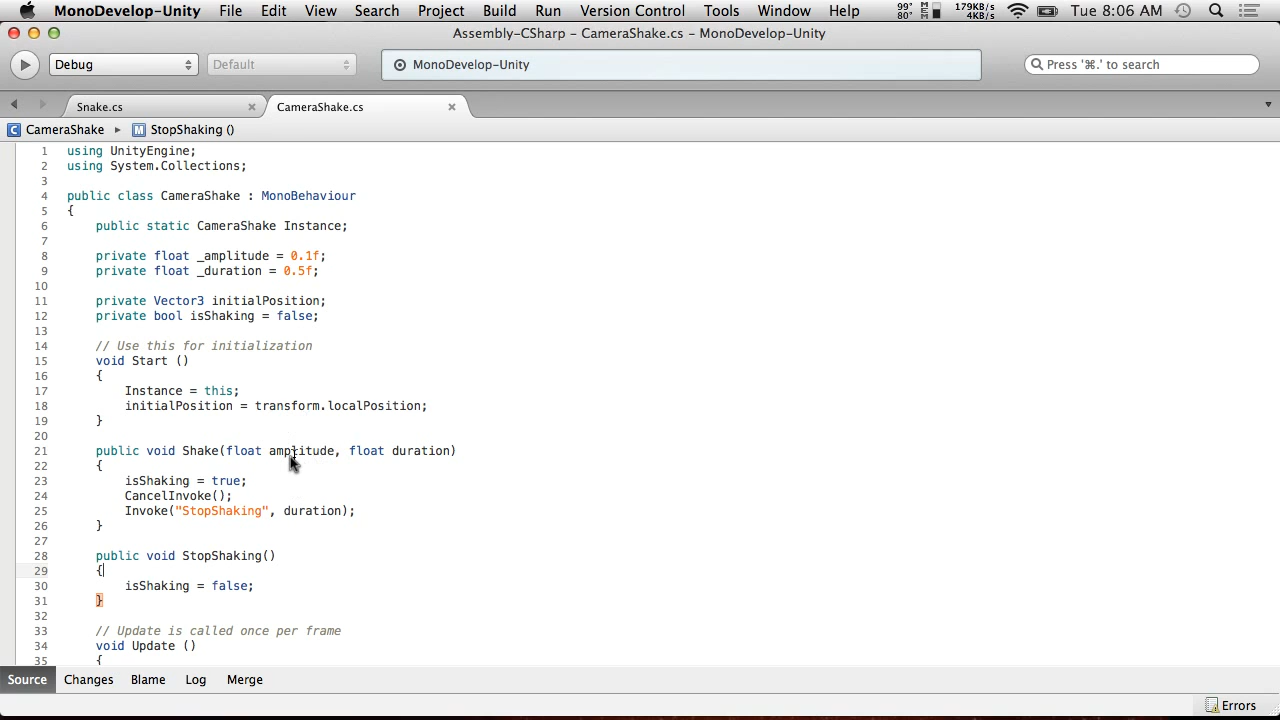 MonoDevelop-Unity File Edit View Search Project Build Run Version Control Tools Window Help 99° 80° MEM 179KB/s 4KB/s Tue 8:06 AM
Assembly-CSharp – CameraShake.cs – MonoDevelop-Unity
Debug Default MonoDevelop-Unity Press '⌘.' to search
Snake.cs × CameraShake.cs ×
C CameraShake ▸ M StopShaking ()
1 using UnityEngine;
2 using System.Collections;
3
4 public class CameraShake : MonoBehaviour
5 {
6 public static CameraShake Instance;
7
8 private float _amplitude = 0.1f;
9 private float _duration = 0.5f;
10
11 private Vector3 initialPosition;
12 private bool isShaking = false;
13
14 // Use this for initialization
15 void Start ()
16 {
17 Instance = this;
18 initialPosition = transform.localPosition;
19 }
20
21 public void Shake(float amplitude, float duration)
22 {
23 isShaking = true;
24 CancelInvoke();
25 Invoke("StopShaking", duration);
26 }
27
28 public void StopShaking()
29 {
30 isShaking = false;
31 }
32
33 // Update is called once per frame
34 void Update ()
35 {
Source Changes Blame Log Merge
Errors